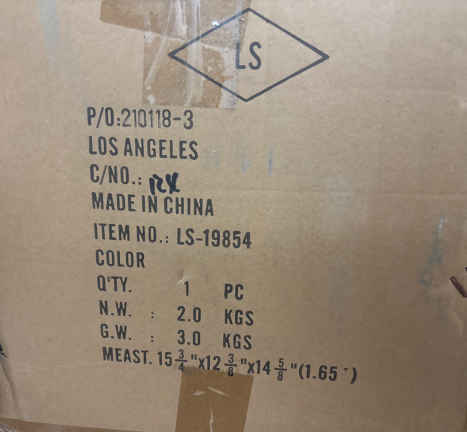 LS
P/O:210118-3
LOS ANGELES
C/NO.:
MADE IN CHINA
ITEM NO.: LS-19854
COLOR
Q'TY. 1 PC
N.W. : 2.0 KGS
G.W. : 3.0 KGS
MEAST. 15 3/4 "x12 3/8 "x14 5/8 "(1.65 ')